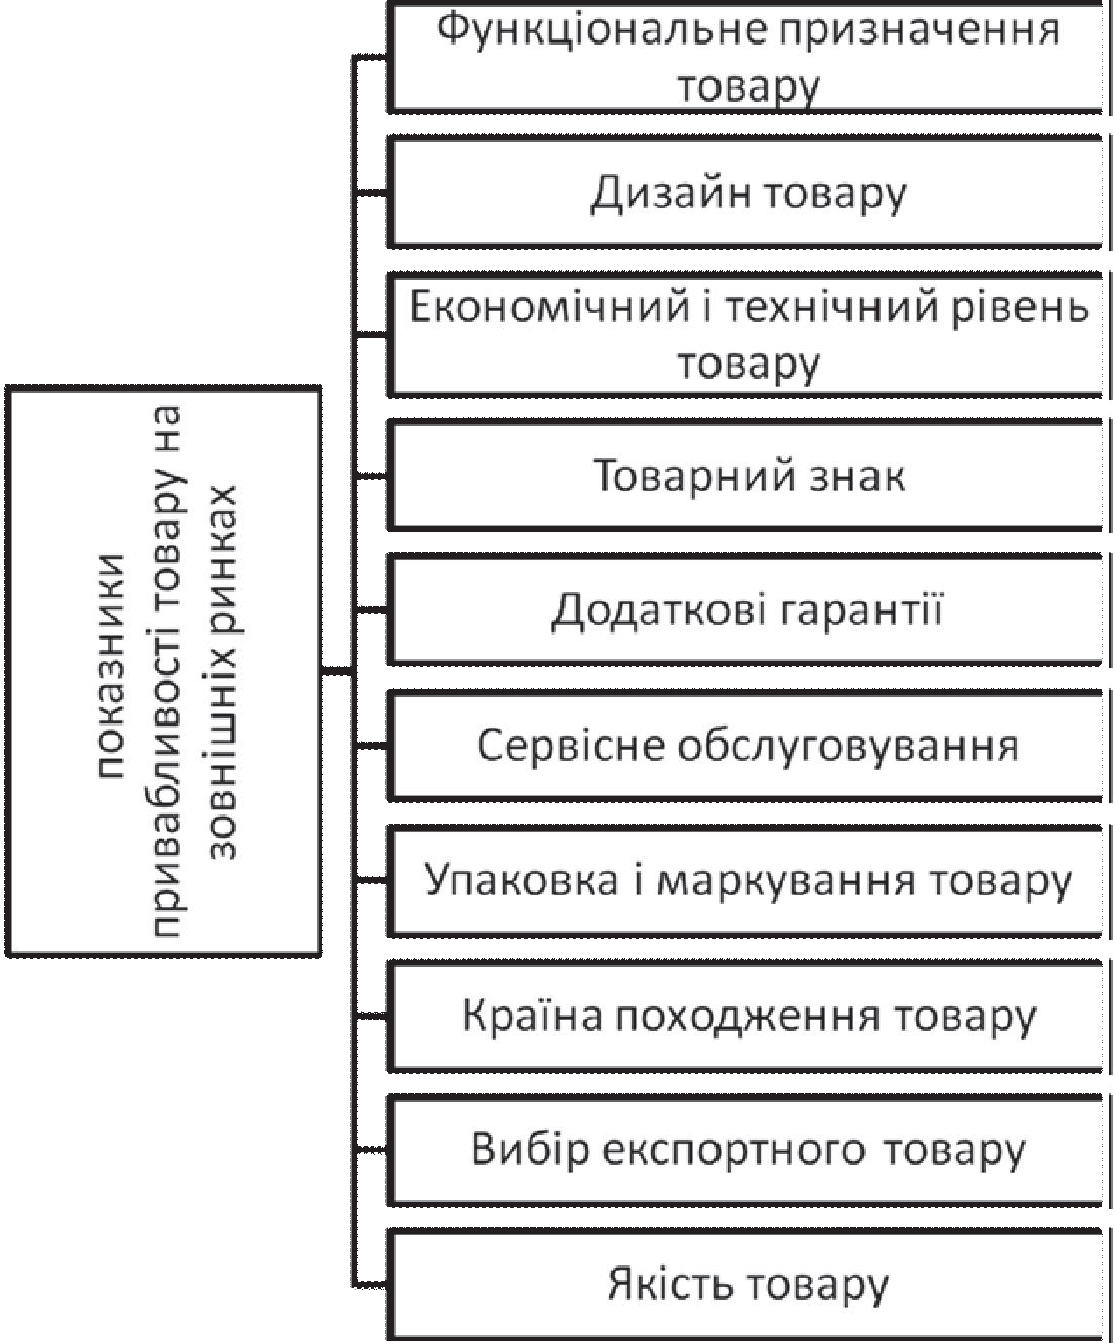 показники
привабливості товару на
зовнішніх ринках
Функціональне призначення
товару
Дизайн товару
Економічний і технічний рівень
товару
Товарний знак
Додаткові гарантії
Сервісне обслуговування
Упаковка і маркування товару
Країна походження товару
Вибір експортного товару
Якість товару